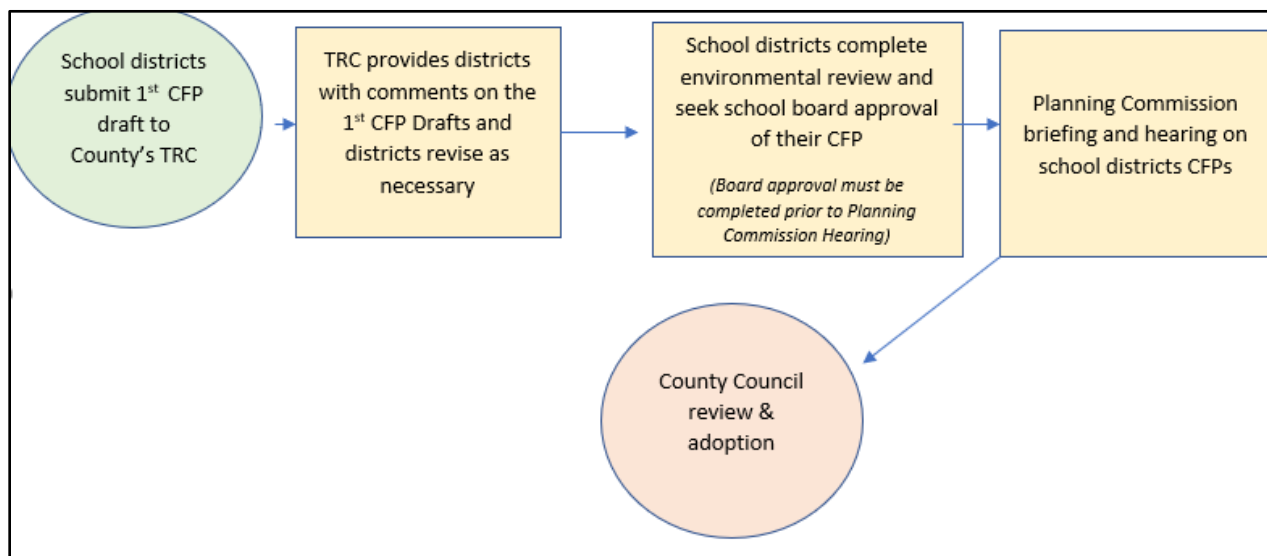 School districts
submit 1st CFP
draft to
County's TRC
TRC provides districts
with comments on the
1st CFP Drafts and
districts revise as
necessary
School districts complete
environmental review and
seek school board approval
of their CFP
(Board approval must be
completed prior to Planning
Commission Hearing)
Planning Commission
briefing and hearing on
school districts CFPs
County Council
review &
adoption